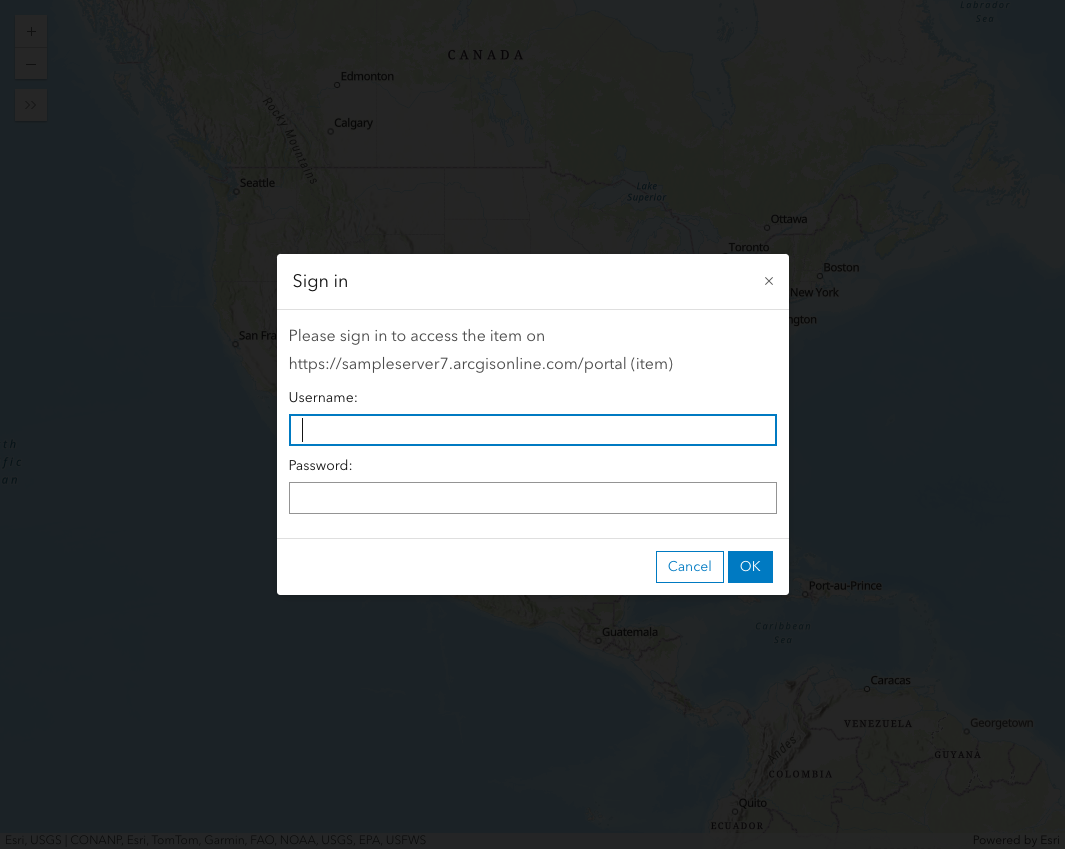 Labrador
Sea
CANADA
Edmonton
Calgary
Rocky Mountains
Seattle
Lake
Superior
Ottawa
Toronto
Boston
New York
ngton
San Fra
Sign in
Please sign in to access the item on
https://sampleserver7.arcgisonline.com/portal (item)
Username:
Password:
Cancel
OK
th
fic
an
Port-au-Prince
Guatemala
Caribbean
Sea
Caracas
VENEZUELA
Georgetown
GUYANA
Andes
COLOMBIA
Quito
ECUADOR
Esri, USGS | CONANP, Esri, TomTom, Garmin, FAO, NOAA, USGS, EPA, USFWS
Powered by Esri